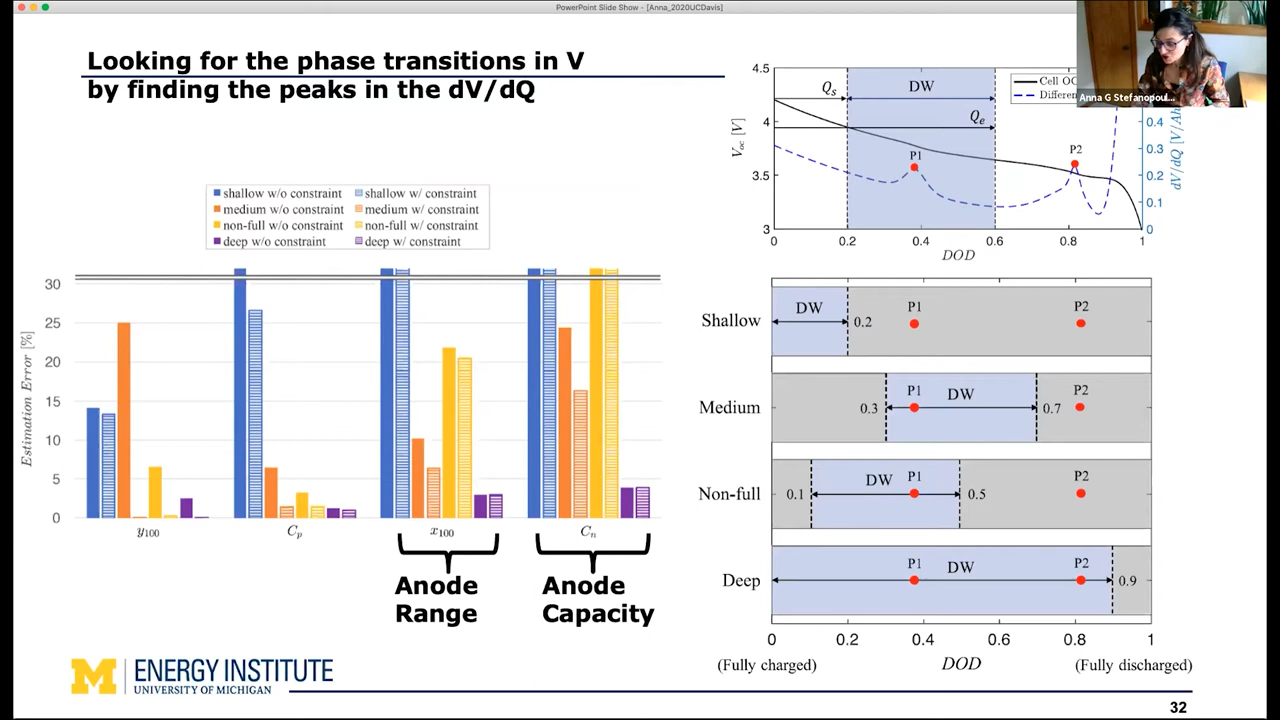 PowerPoint Slide Show - [Anna_2020UCDavis]
Looking for the phase transitions in V
by finding the peaks in the dV/dQ
shallow w/o constraint
shallow w/ constraint
medium w/o constraint
medium w/ constraint
non-full w/o constraint
non-full w/ constraint
deep w/o constraint
deep w/ constraint
Estimation Error [%]
30
25
20
15
10
5
0
y100
Cp
x100
Cn
Anode
Range
Anode
Capacity
4.5
4
3.5
3
Voc [V]
Qs
DW
Qe
Cell OC
Differen
Anna G Stefanopoul...
P1
P2
0.4
0.3
0.2
0.1
0
dV/dQ [V/Ah
0
0.2
0.4
0.6
0.8
1
DOD
Shallow
DW
0.2
P1
P2
Medium
0.3
P1
DW
0.7
P2
Non-full
0.1
DW
P1
0.5
P2
Deep
P1
DW
P2
0.9
0
0.2
0.4
0.6
0.8
1
(Fully charged)
DOD
(Fully discharged)
M
ENERGY INSTITUTE
UNIVERSITY OF MICHIGAN
32